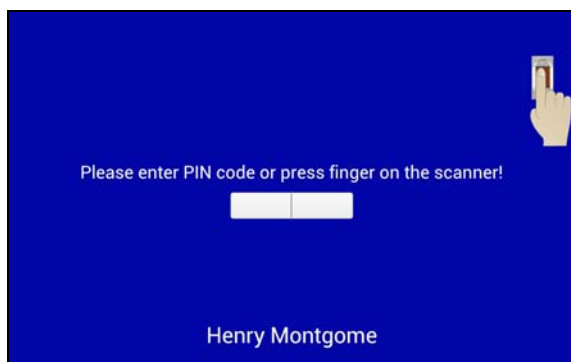 Please enter PIN code or press finger on the scanner!
Henry Montgome